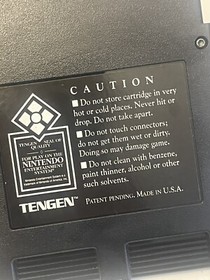 CAUTION
■ Do not store cartridge in very
hot or cold places. Never hit or
drop. Do not take apart.
■ Do not touch connectors;
do not get them wet or dirty.
Doing so may damage game.
■ Do not clean with benzene,
paint thinner, alcohol or other
such solvents.
PATENT PENDING. MADE IN U.S.A.
TENGEN SEAL OF
QUALITY
FOR PLAY ON THE
NINTENDO
ENTERTAINMENT
SYSTEM®
TENGEN™